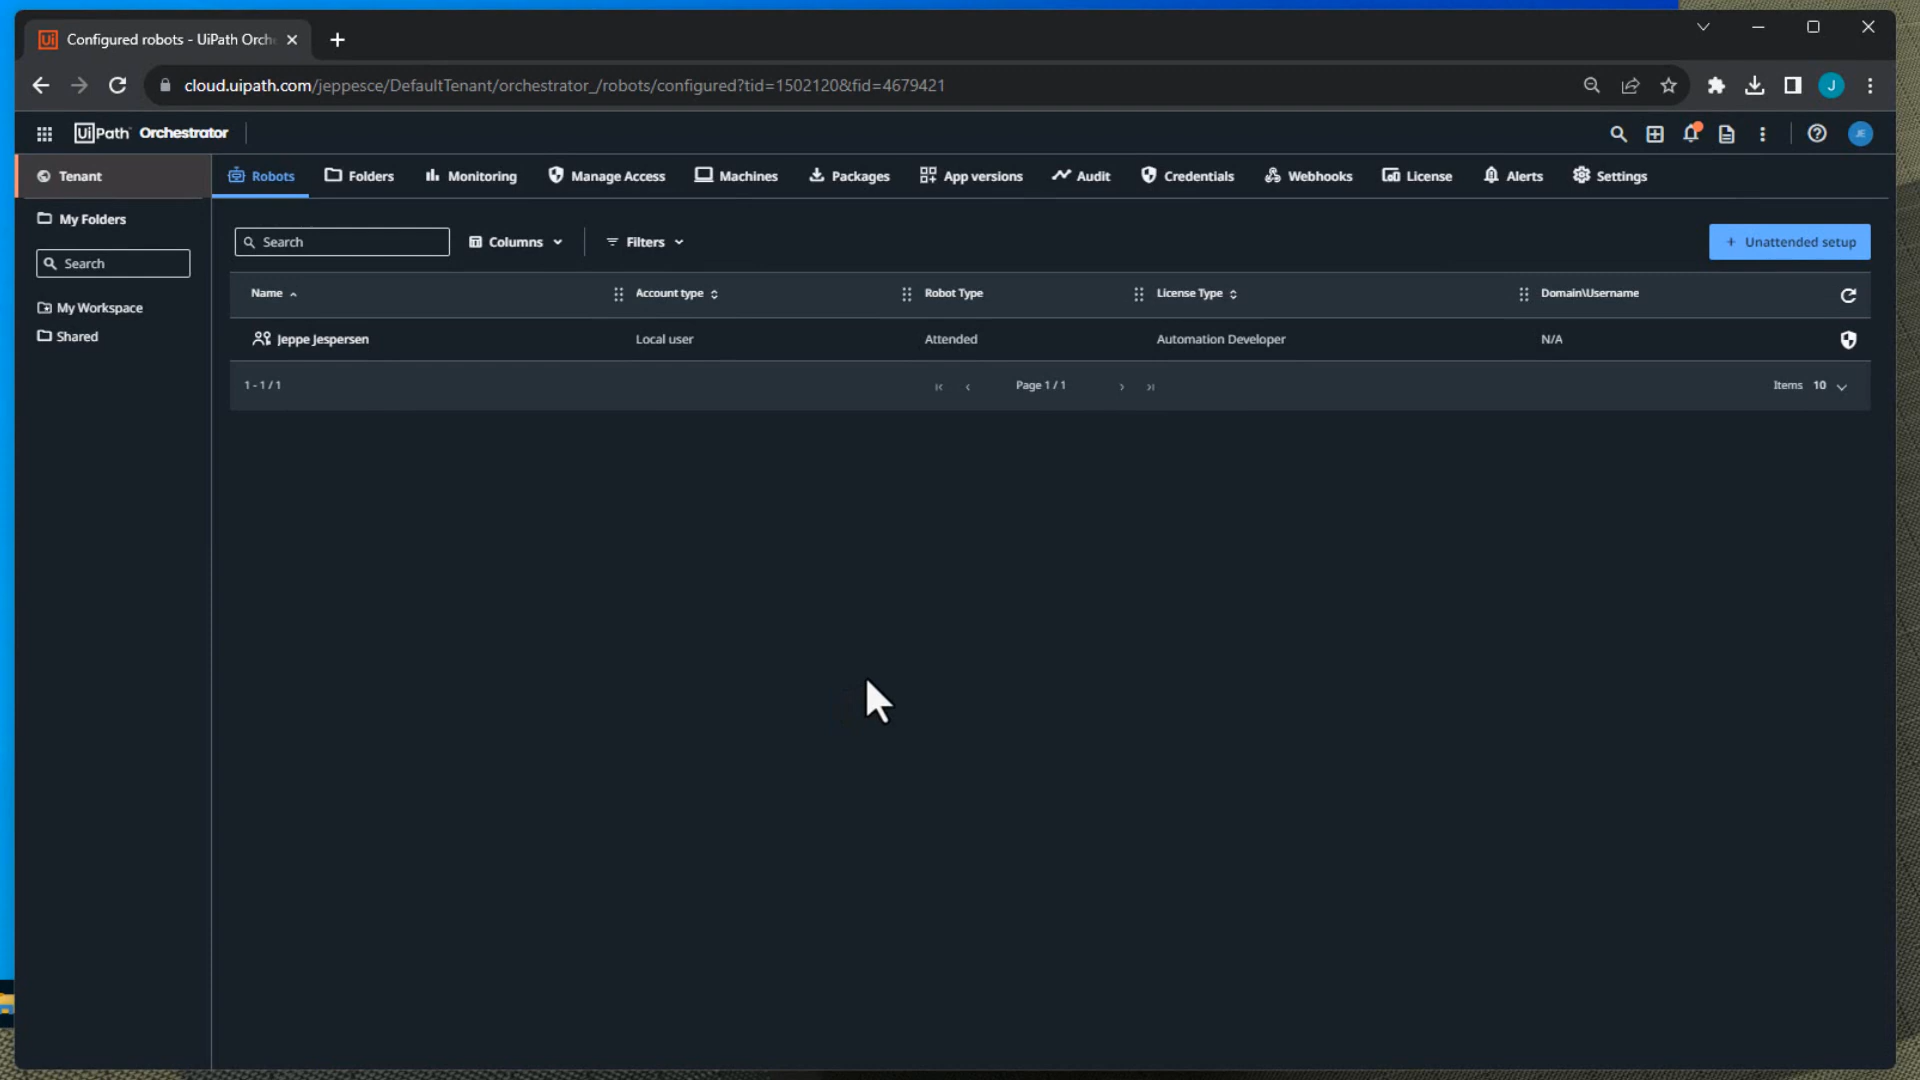 Configured robots - UiPath Orch
cloud.uipath.com/jeppesce/DefaultTenant/orchestrator_/robots/configured?tid=1502120&fid=4679421
J
UiPath Orchestrator
JE
Tenant
Robots
Folders
Monitoring
Manage Access
Machines
Packages
App versions
Audit
Credentials
Webhooks
License
Alerts
Settings
My Folders
Search
My Workspace
Shared
Search
Columns
Filters
+ Unattended setup
Name
Account type
Robot Type
License Type
Domain\Username
Jeppe Jespersen
Local user
Attended
Automation Developer
N/A
1 - 1 / 1
Page 1 / 1
Items 10